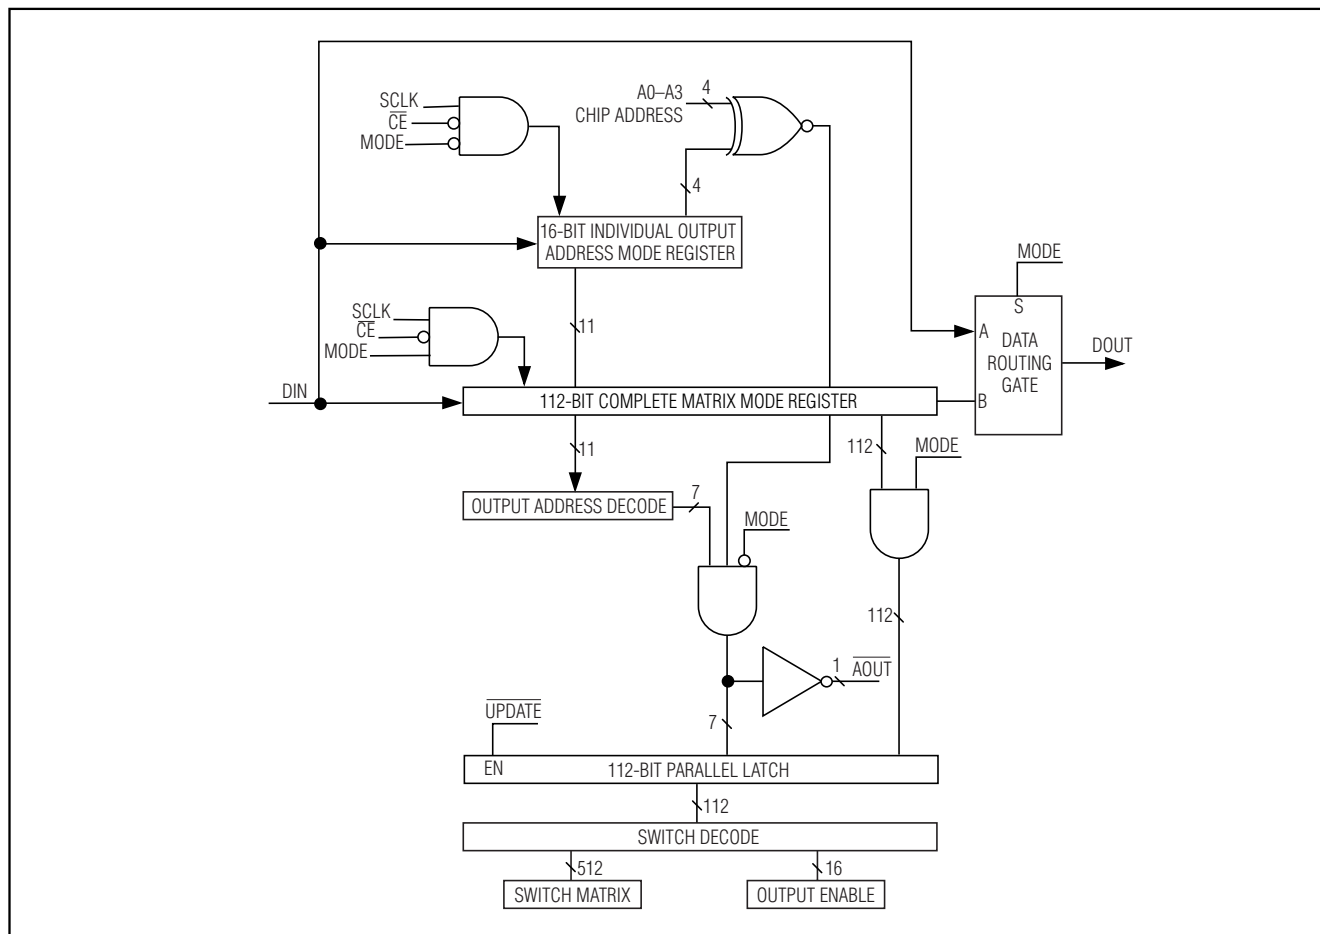 SCLK
CE
MODE
A0–A3
CHIP ADDRESS
4
4
16-BIT INDIVIDUAL OUTPUT
ADDRESS MODE REGISTER
MODE
S
A
DATA
ROUTING
GATE
B
DOUT
SCLK
CE
MODE
11
DIN
112-BIT COMPLETE MATRIX MODE REGISTER
11
112
MODE
OUTPUT ADDRESS DECODE
7
MODE
112
1
AOUT
7
UPDATE
EN
112-BIT PARALLEL LATCH
112
SWITCH DECODE
512
16
SWITCH MATRIX
OUTPUT ENABLE